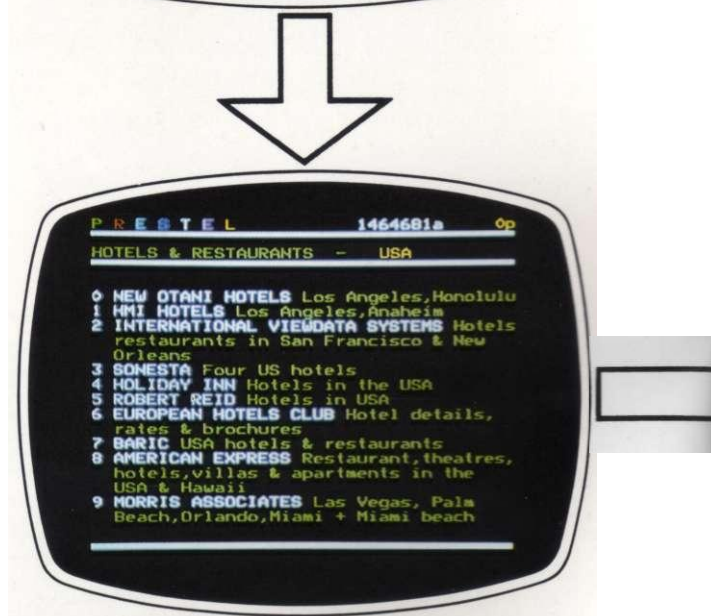 PRESTEL 1464681a 0p
HOTELS & RESTAURANTS - USA
0 NEW OTANI HOTELS Los Angeles,Honolulu
1 HMI HOTELS Los Angeles,Anaheim
2 INTERNATIONAL VIEWDATA SYSTEMS Hotels
restaurants in San Francisco & New
Orleans
3 SONESTA Four US hotels
4 HOLIDAY INN Hotels in the USA
5 ROBERT REID Hotels in USA
6 EUROPEAN HOTELS CLUB Hotel details,
rates & brochures
7 BARIC USA hotels & restaurants
8 AMERICAN EXPRESS Restaurant,theatres,
hotels,villas & apartments in the
USA & Hawaii
9 MORRIS ASSOCIATES Las Vegas, Palm
Beach,Orlando,Miami + Miami beach